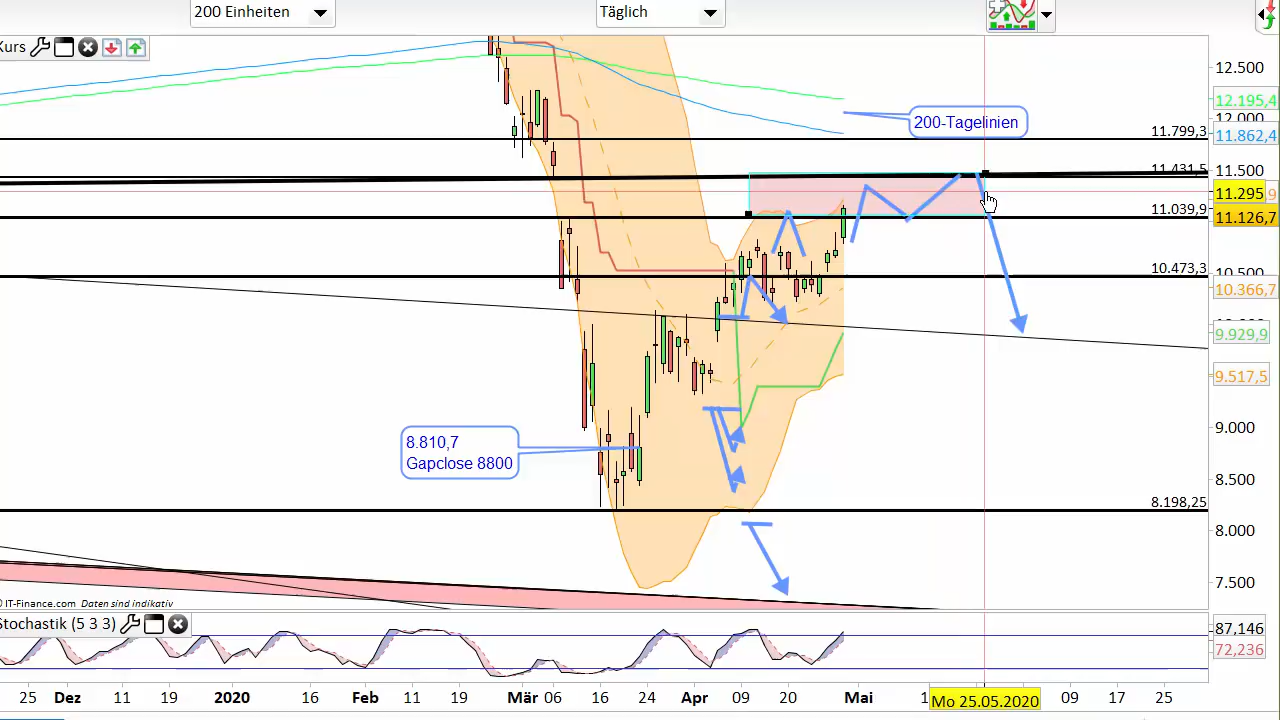 200 Einheiten
Täglich
Kurs
12.500
12.195,4
12.000
200-Tagelinien
11.799,3
11.862,4
11.431,5
11.500
11.295
11.039,9
11.126,7
10.473,3
10.500
10.366,7
9.929,9
9.517,5
8.810,7
Gapclose 8800
9.000
8.500
8.198,25
8.000
7.500
© IT-Finance.com Daten sind indikativ
Stochastik (5 3 3)
87,146
72,236
25 Dez 11 19 2020 16 Feb 11 19 Mär 06 16 24 Apr 09 20 Mai Mo 25.05.2020 09 17 25